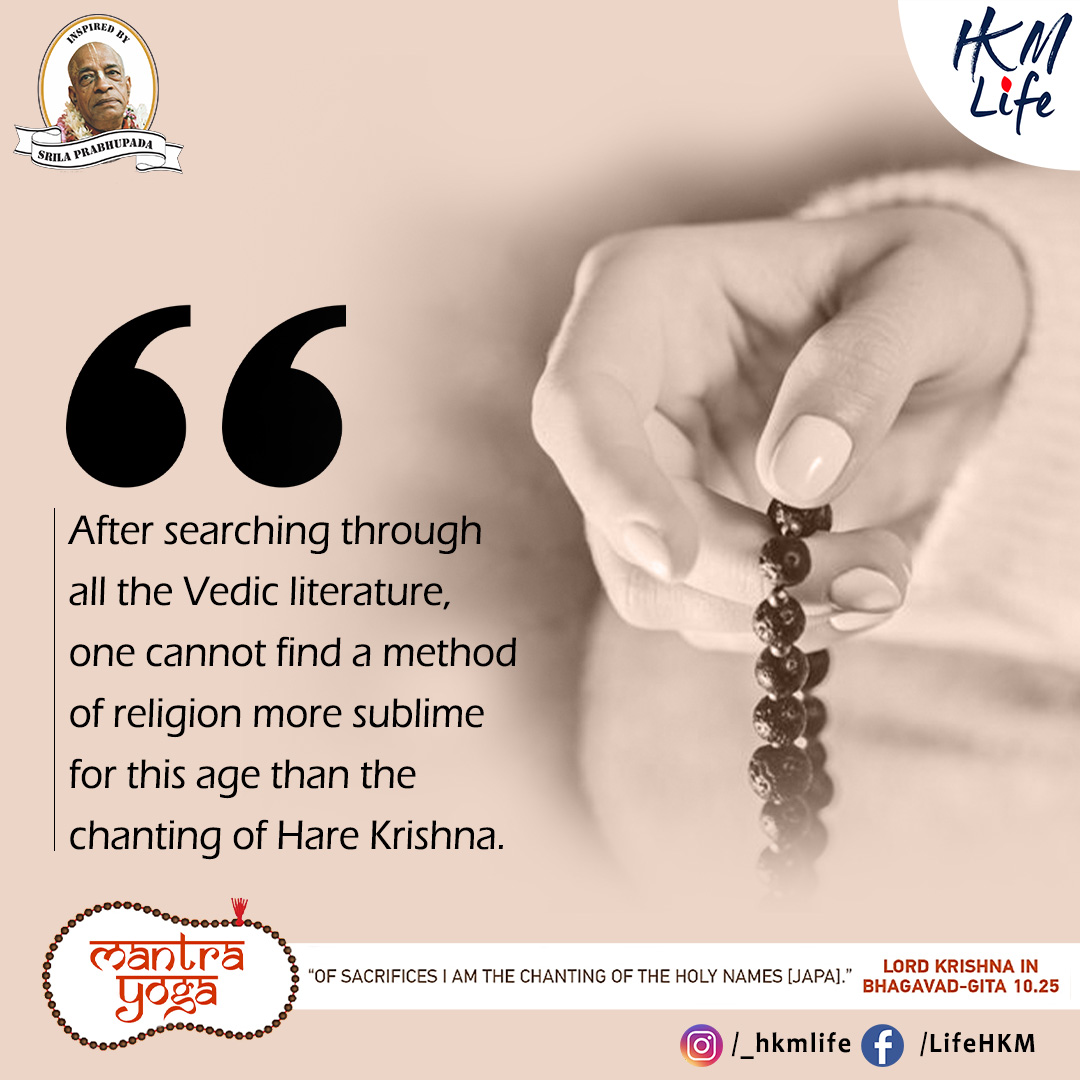 INSPIRED BY
SRILA PRABHUPADA
HKM
Life
After searching through
all the Vedic literature,
one cannot find a method
of religion more sublime
for this age than the
chanting of Hare Krishna.
mantra
yoga
“OF SACRIFICES I AM THE CHANTING OF THE HOLY NAMES [JAPA].”
LORD KRISHNA IN
BHAGAVAD-GITA 10.25
/_hkmlife
/LifeHKM